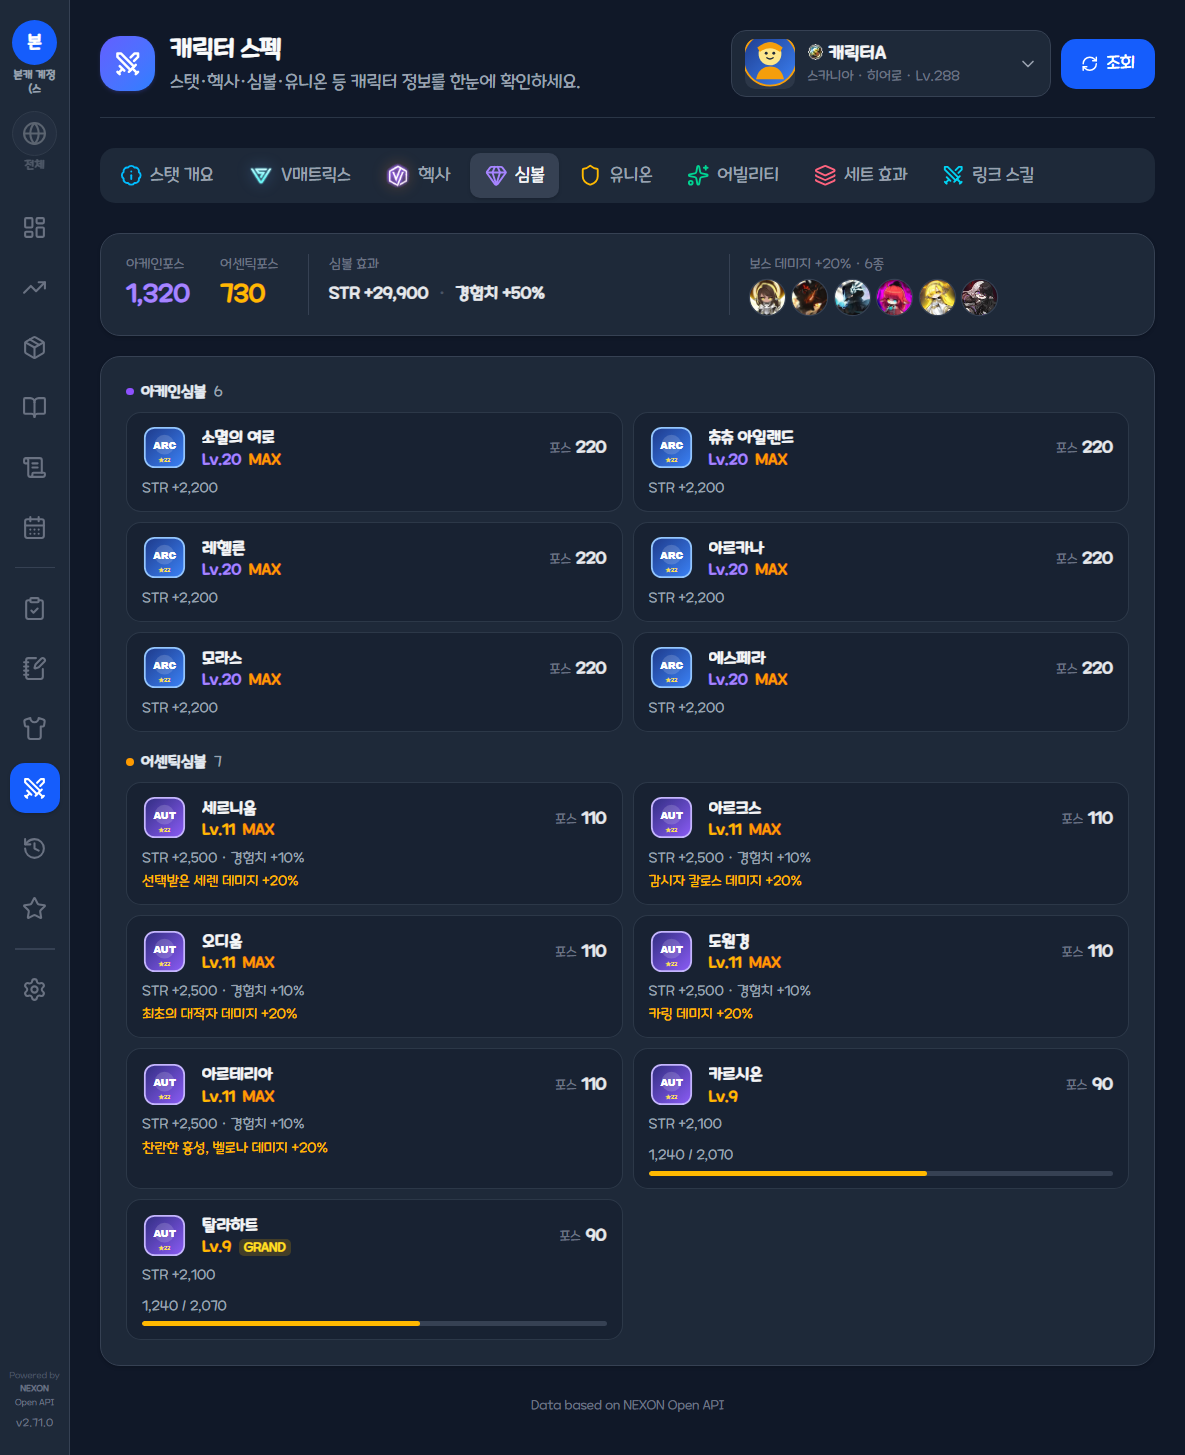 본
본캐 계정
(스
전체
Powered by
NEXON
Open API
v2.71.0
캐릭터 스펙
스탯·헥사·심볼·유니온 등 캐릭터 정보를 한눈에 확인하세요.
캐릭터A
스카니아 · 히어로 · Lv.288
조회
스탯 개요
V매트릭스
헥사
심볼
유니온
어빌리티
세트 효과
링크 스킬
아케인포스
1,320
어센틱포스
730
심볼 효과
STR +29,900 · 경험치 +50%
보스 데미지 +20% · 6종
아케인심볼 6
ARC
★22
소멸의 여로
Lv.20 MAX
포스 220
STR +2,200
ARC
★22
츄츄 아일랜드
Lv.20 MAX
포스 220
STR +2,200
ARC
★22
레헬른
Lv.20 MAX
포스 220
STR +2,200
ARC
★22
아르카나
Lv.20 MAX
포스 220
STR +2,200
ARC
★22
모라스
Lv.20 MAX
포스 220
STR +2,200
ARC
★22
에스페라
Lv.20 MAX
포스 220
STR +2,200
어센틱심볼 7
AUT
★22
세르니움
Lv.11 MAX
포스 110
STR +2,500 · 경험치 +10%
선택받은 세렌 데미지 +20%
AUT
★22
아르크스
Lv.11 MAX
포스 110
STR +2,500 · 경험치 +10%
감시자 칼로스 데미지 +20%
AUT
★22
오디움
Lv.11 MAX
포스 110
STR +2,500 · 경험치 +10%
최초의 대적자 데미지 +20%
AUT
★22
도원경
Lv.11 MAX
포스 110
STR +2,500 · 경험치 +10%
카링 데미지 +20%
AUT
★22
아르테리아
Lv.11 MAX
포스 110
STR +2,500 · 경험치 +10%
찬란한 흉성, 벨로나 데미지 +20%
AUT
★22
카르시온
Lv.9
포스 90
STR +2,100
1,240 / 2,070
AUT
★22
탈라하트
Lv.9 GRAND
포스 90
STR +2,100
1,240 / 2,070
Data based on NEXON Open API